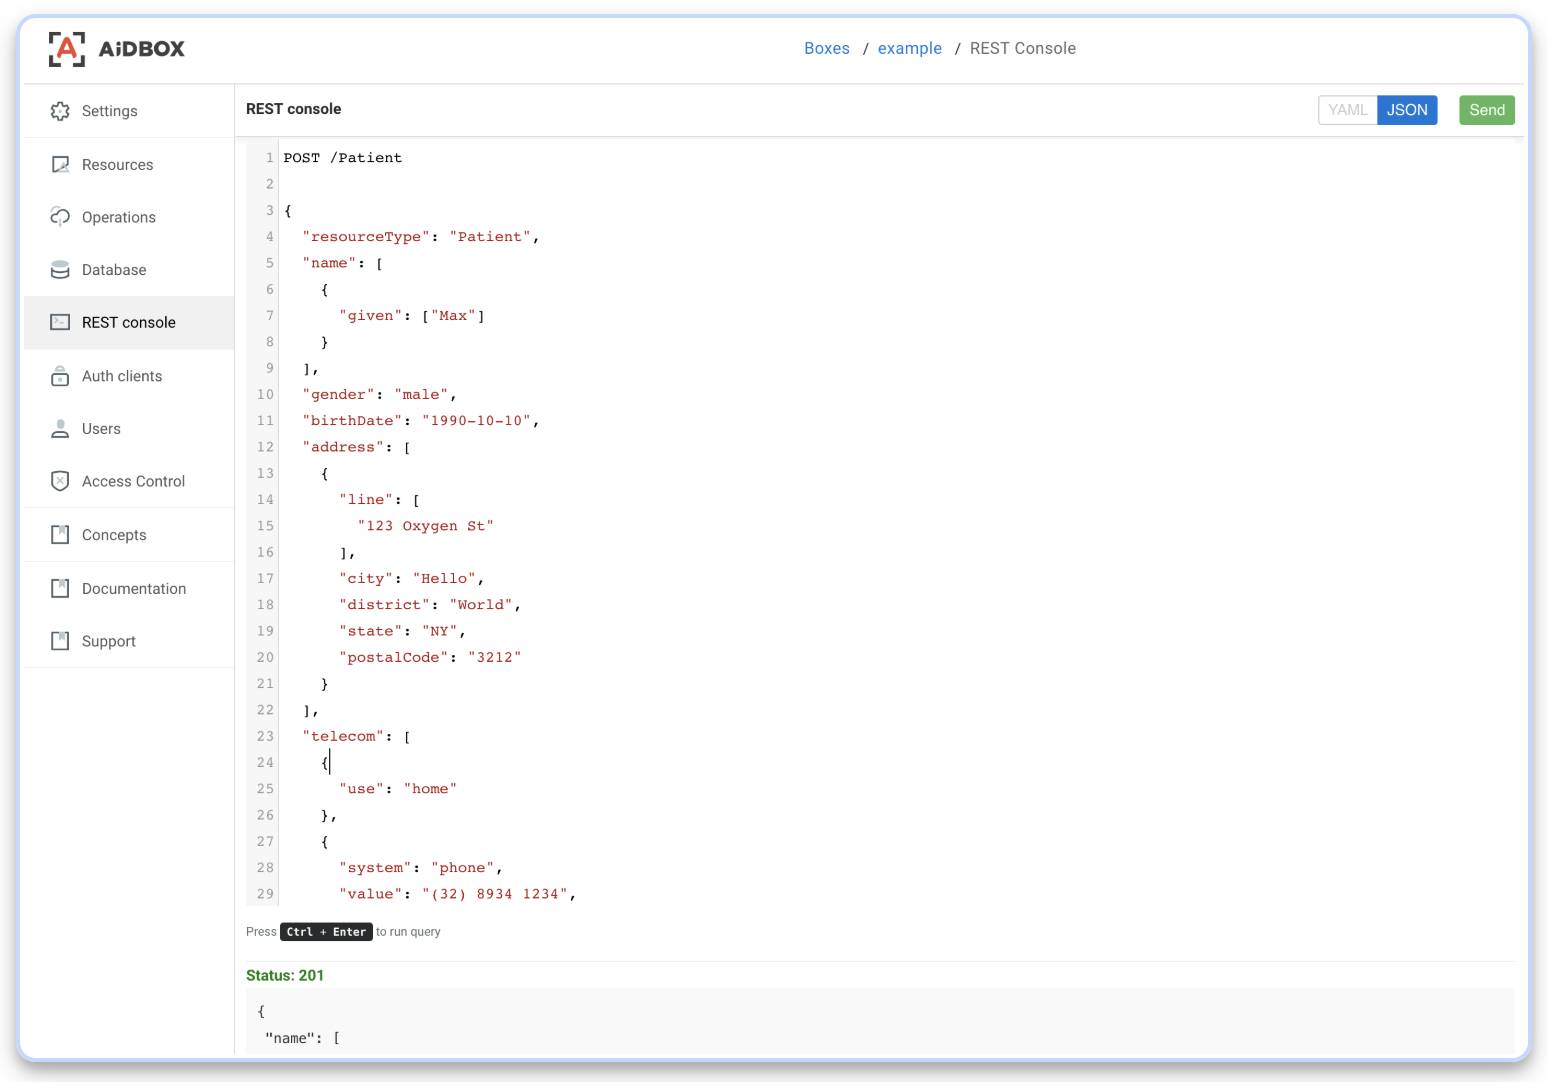 AiDBOX
Boxes / example / REST Console
Settings
Resources
Operations
Database
REST console
Auth clients
Users
Access Control
Concepts
Documentation
Support
REST console
YAML JSON Send
1 POST /Patient
2
3 {
4 "resourceType": "Patient",
5 "name": [
6 {
7 "given": ["Max"]
8 }
9 ],
10 "gender": "male",
11 "birthDate": "1990-10-10",
12 "address": [
13 {
14 "line": [
15 "123 Oxygen St"
16 ],
17 "city": "Hello",
18 "district": "World",
19 "state": "NY",
20 "postalCode": "3212"
21 }
22 ],
23 "telecom": [
24 {
25 "use": "home"
26 },
27 {
28 "system": "phone",
29 "value": "(32) 8934 1234",
Press Ctrl + Enter to run query
Status: 201
{
"name": [